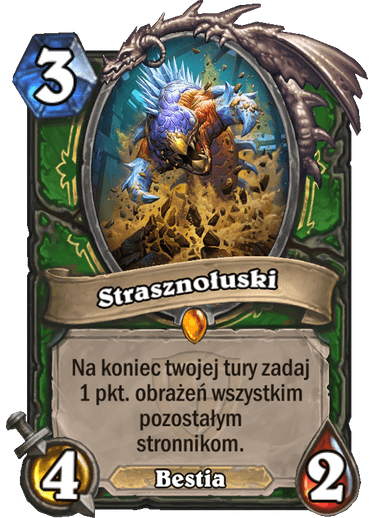 3
Strasznołuski
Na koniec twojej tury zadaj
1 pkt. obrażeń wszystkim
pozostałym
stronnikom.
4
Bestia
2